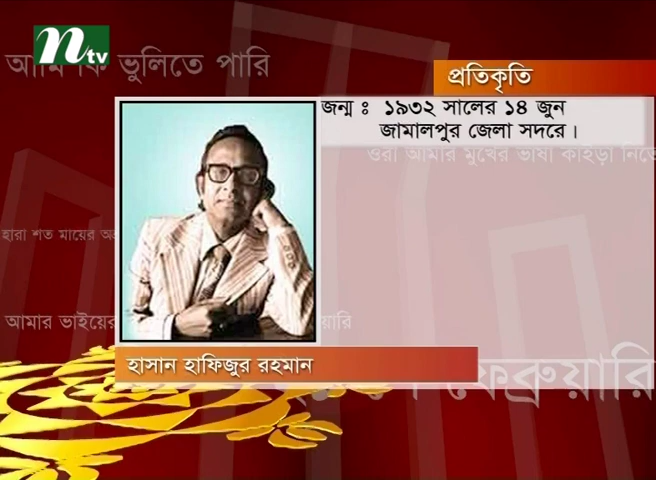 ntv
আমি কি ভুলিতে পারি
প্রতিকৃতি
জন্ম ঃ ১৯৩২ সালের ১৪ জুন
জামালপুর জেলা সদরে।
ওরা আমার মুখের ভাষা কাইড়া নিতে
হারা শত মায়ের
আমার ভাইয়ের
হাসান হাফিজুর রহমান
ফেব্রুয়ারি